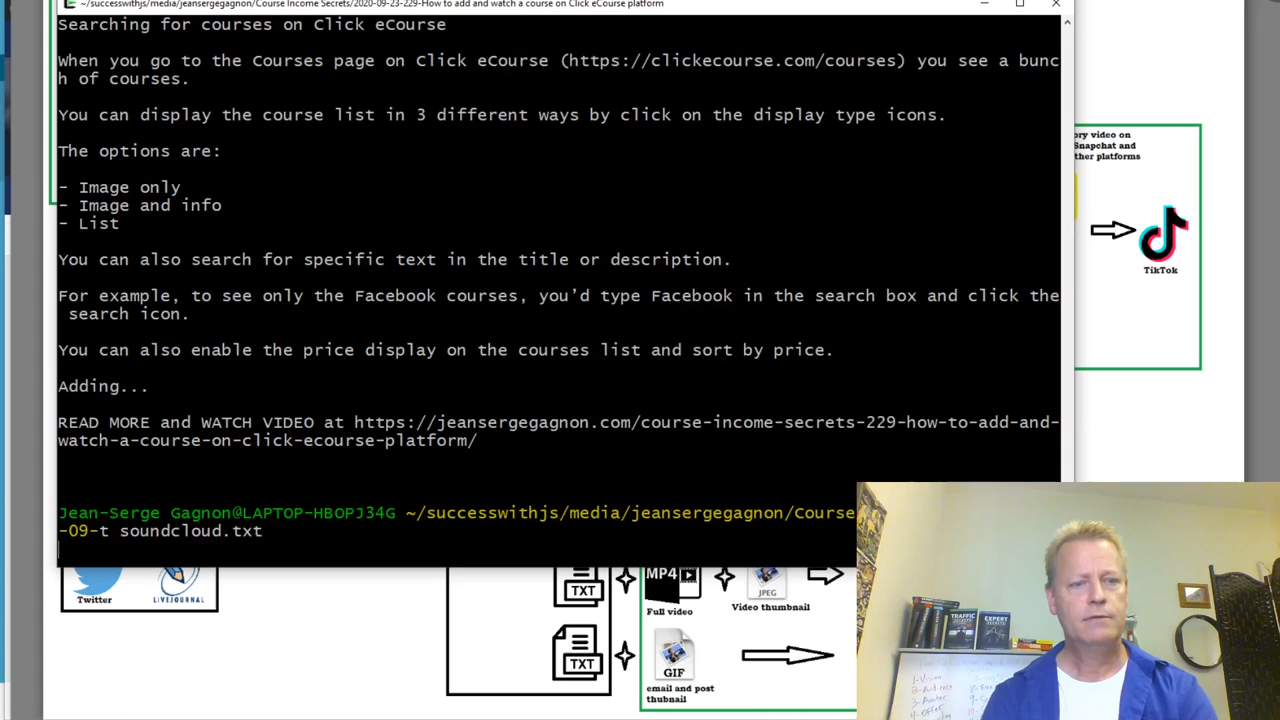 ~/successwithjs/media/jeansergegagnon/Course Income Secrets/2020-09-23-229-How to add and watch a course on Click eCourse platform/
Searching for courses on Click eCourse
When you go to the Courses page on Click eCourse (https://clickecourse.com/courses) you see a bunc
h of courses.
You can display the course list in 3 different ways by click on the display type icons.
The options are:
- Image only
- Image and info
- List
You can also search for specific text in the title or description.
For example, to see only the Facebook courses, you'd type Facebook in the search box and click the
search icon.
You can also enable the price display on the courses list and sort by price.
Adding...
READ MORE and WATCH VIDEO at https://jeansergegagnon.com/course-income-secrets-229-how-to-add-and-
watch-a-course-on-click-ecourse-platform/
Jean-Serge Gagnon@LAPTOP-HBOPJ34G ~/successwithjs/media/jeansergegagnon/Course
-09-t soundcloud.txt
ory video on
Snapchat and
ther platforms
TikTok
Twitter
LIVEJOURNAL
TXT
MP4
Full video
JPEG
Video thumbnail
TXT
GIF
email and post
thubnail
TRAFFIC
SECRETS
EXPERT
SECRETS
1-Vision